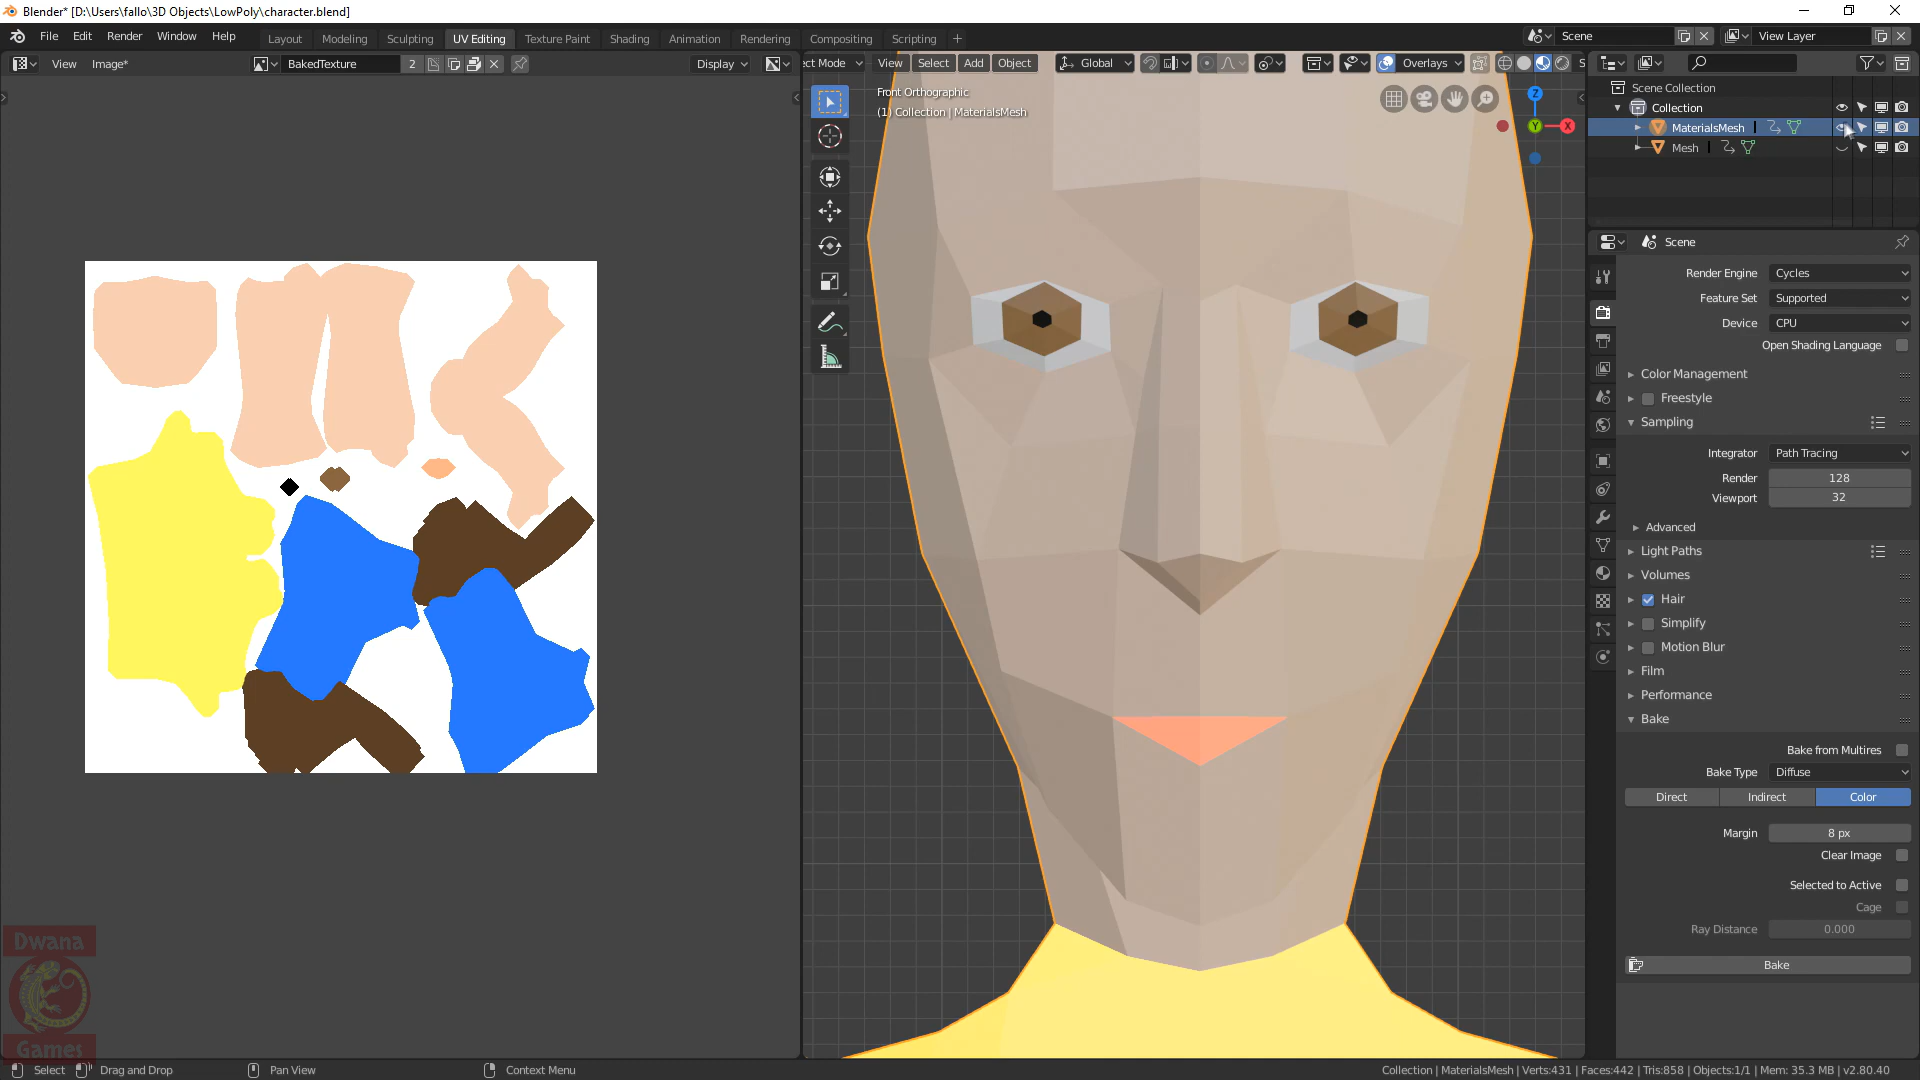 Blender* [D:\Users\fallo\3D Objects\LowPoly\character.blend]
File Edit Render Window Help
Layout Modeling Sculpting UV Editing Texture Paint Shading Animation Rendering Compositing Scripting +
Scene
View Layer
View Image*
BakedTexture 2
Display
ect Mode View Select Add Object Global Overlays S
Front Orthographic
(1) Collection | MaterialsMesh
Z
Y
X
Scene Collection
Collection
MaterialsMesh
Mesh
Scene
Render Engine Cycles
Feature Set Supported
Device CPU
Open Shading Language
Color Management
Freestyle
Sampling
Integrator Path Tracing
Render 128
Viewport 32
Advanced
Light Paths
Volumes
Hair
Simplify
Motion Blur
Film
Performance
Bake
Bake from Multires
Bake Type Diffuse
Direct Indirect Color
Margin 8 px
Clear Image
Selected to Active
Cage
Ray Distance 0.000
Bake
Dwana
Games
Select Drag and Drop Pan View Context Menu
Collection | MaterialsMesh | Verts:431 | Faces:442 | Tris:858 | Objects:1/1 | Mem: 35.3 MB | v2.80.40